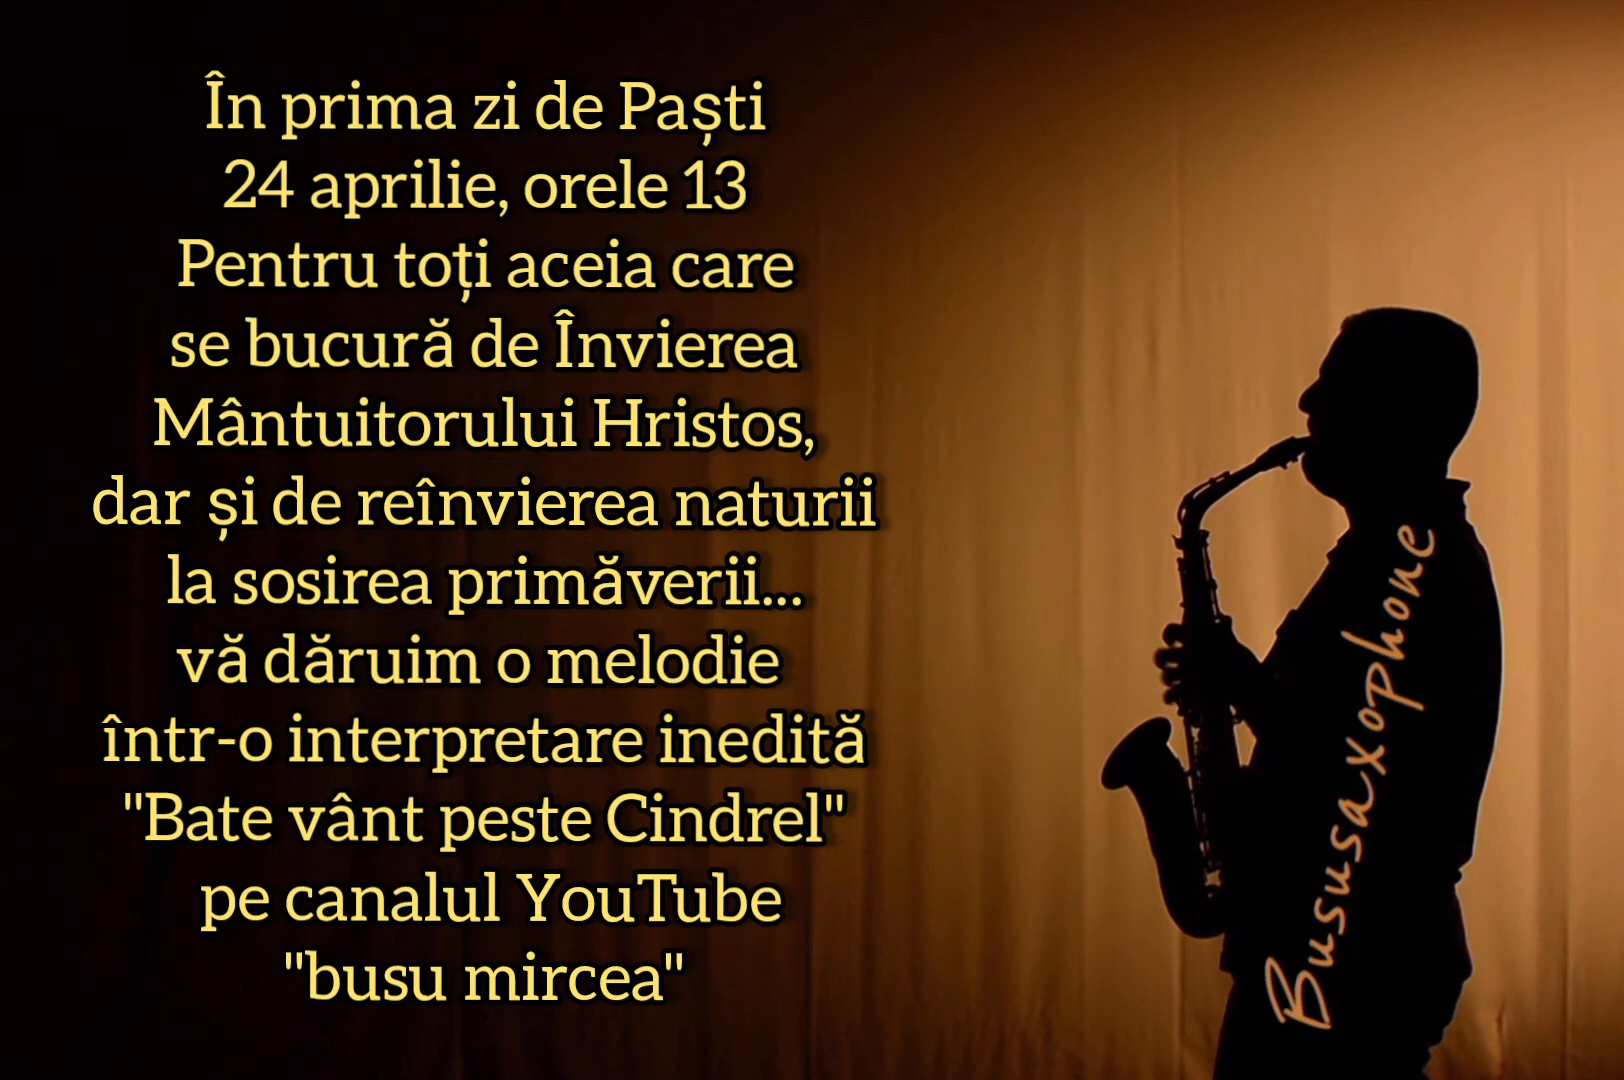 În prima zi de Paști
24 aprilie, orele 13
Pentru toți aceia care
se bucură de Învierea
Mântuitorului Hristos,
dar și de reînvierea naturii
la sosirea primăverii...
vă dăruim o melodie
într-o interpretare inedită
"Bate vânt peste Cindrel"
pe canalul YouTube
"busu mircea"
Bususaxophone